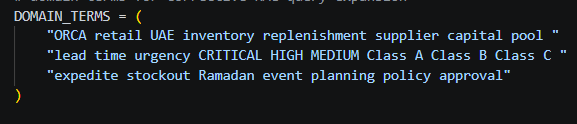 DOMAIN_TERMS = (
    "ORCA retail UAE inventory replenishment supplier capital pool "
    "lead time urgency CRITICAL HIGH MEDIUM Class A Class B Class C "
    "expedite stockout Ramadan event planning policy approval"
)